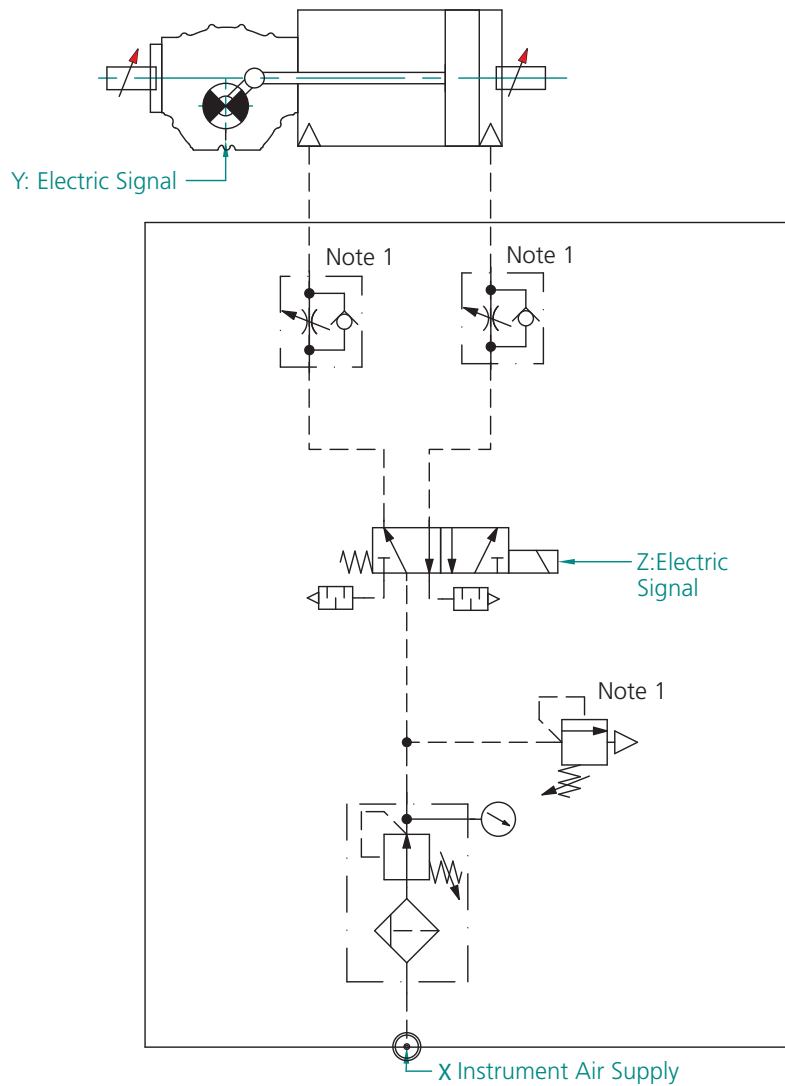 Y: Electric Signal
Note 1
Note 1
Z:Electric
Signal
Note 1
X Instrument Air Supply